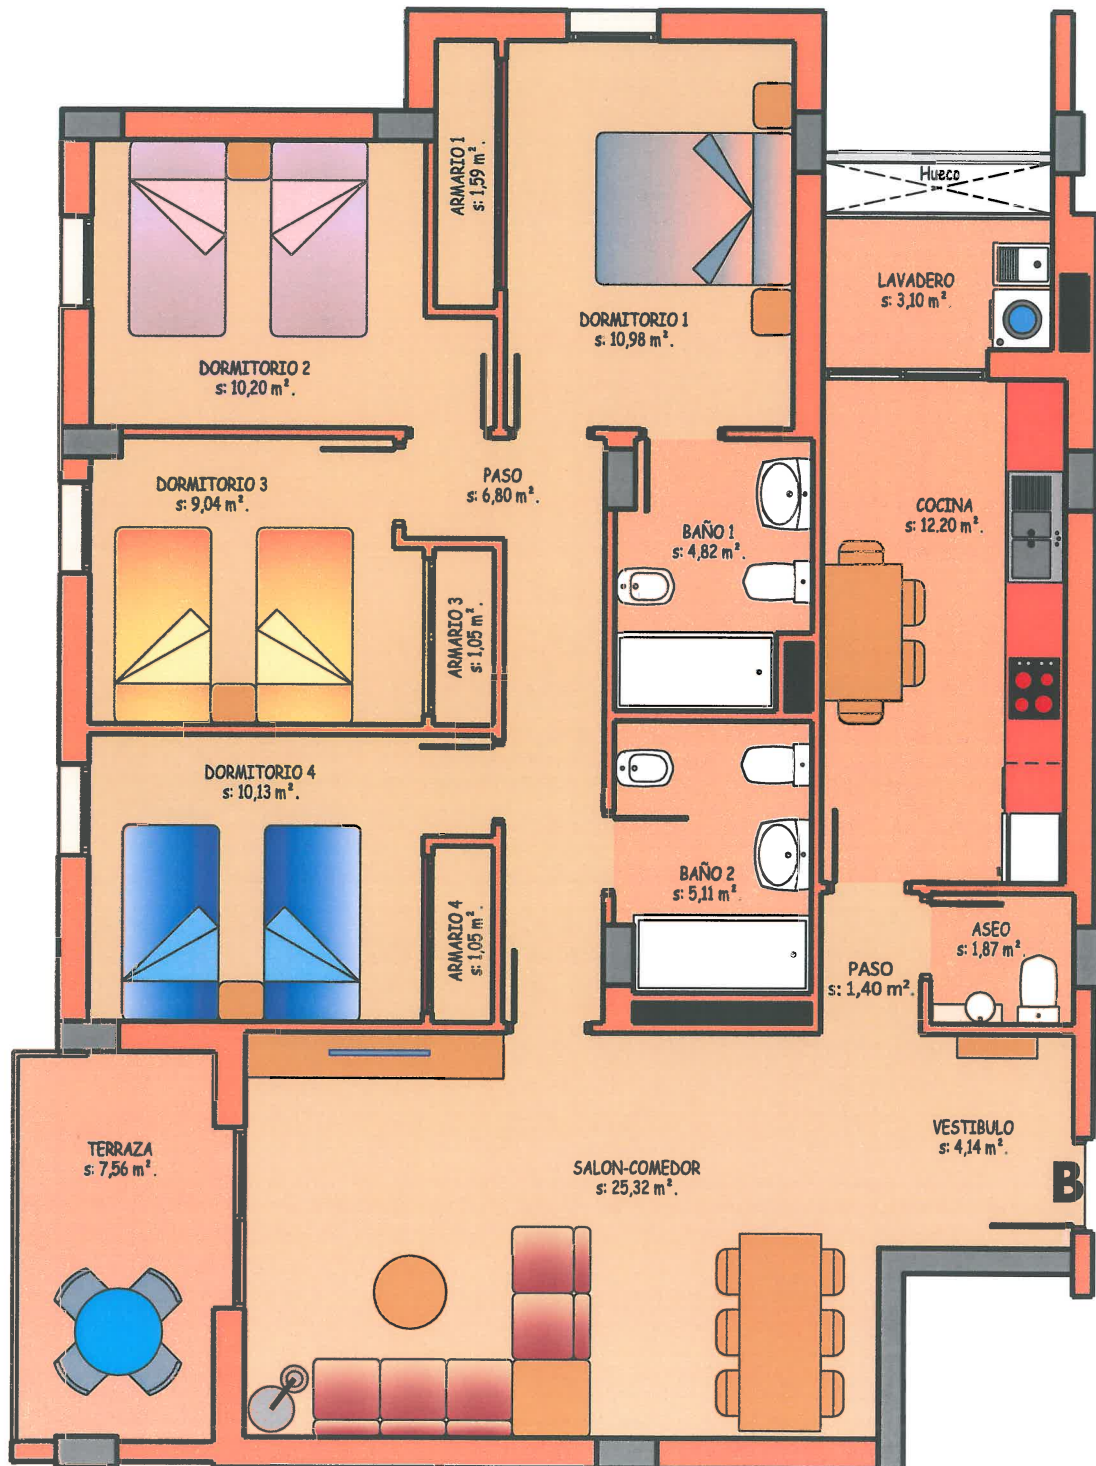 ARMARIO 1
s: 1,59 m².
Hueco
LAVADERO
s: 3,10 m².
DORMITORIO 1
s: 10,98 m².
DORMITORIO 2
s: 10,20 m².
DORMITORIO 3
s: 9,04 m².
PASO
s: 6,80 m².
COCINA
s: 12,20 m².
BAÑO 1
s: 4,82 m².
ARMARIO 3
s: 1,05 m².
DORMITORIO 4
s: 10,13 m².
BAÑO 2
s: 5,11 m².
ARMARIO 4
s: 1,05 m².
ASEO
s: 1,87 m².
PASO
s: 1,40 m².
VESTIBULO
s: 4,14 m².
TERRAZA
s: 7,56 m².
SALON-COMEDOR
s: 25,32 m².
B